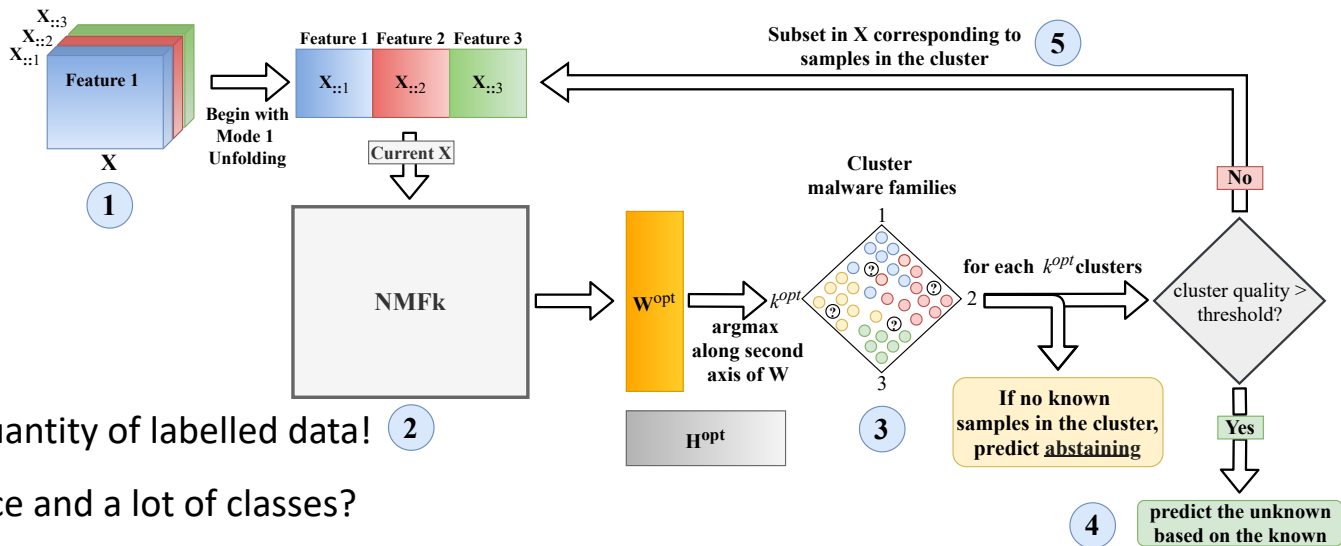 X::3
X::2
X::1
Feature 1
X
1
Begin with
Mode 1
Unfolding
Feature 1 Feature 2 Feature 3
X::1 X::2 X::3
Current X
Subset in X corresponding to
samples in the cluster
5
NMFk
2
W^opt
H^opt
argmax
along second
axis of W
Cluster
malware families
k^opt
1
2
3
?
?
?
?
3
for each k^opt clusters
If no known
samples in the cluster,
predict abstaining
cluster quality >
threshold?
No
Yes
4
predict the unknown
based on the known
uantity of labelled data!
ce and a lot of classes?